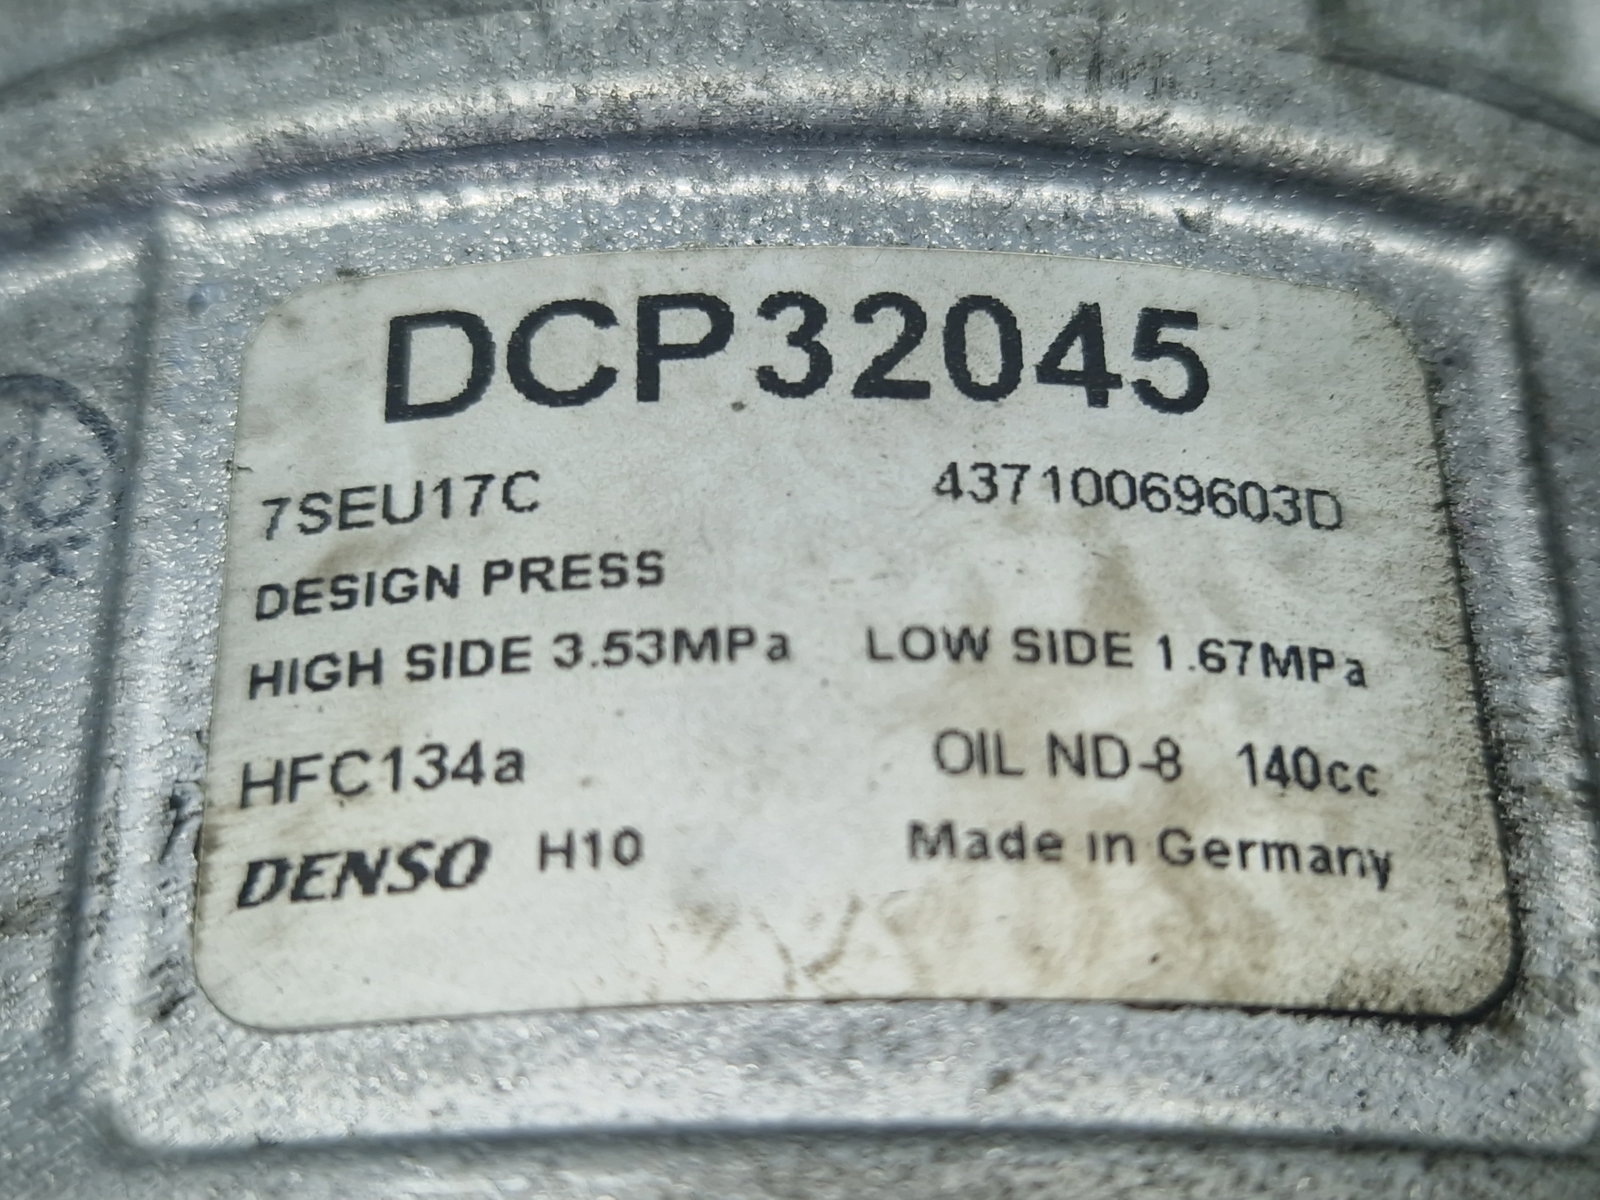 DCP32045
7SEU17C 43710069603D
DESIGN PRESS
HIGH SIDE 3.53MPa LOW SIDE 1.67MPa
HFC134a OIL ND-8 140cc
DENSO H10 Made in Germany